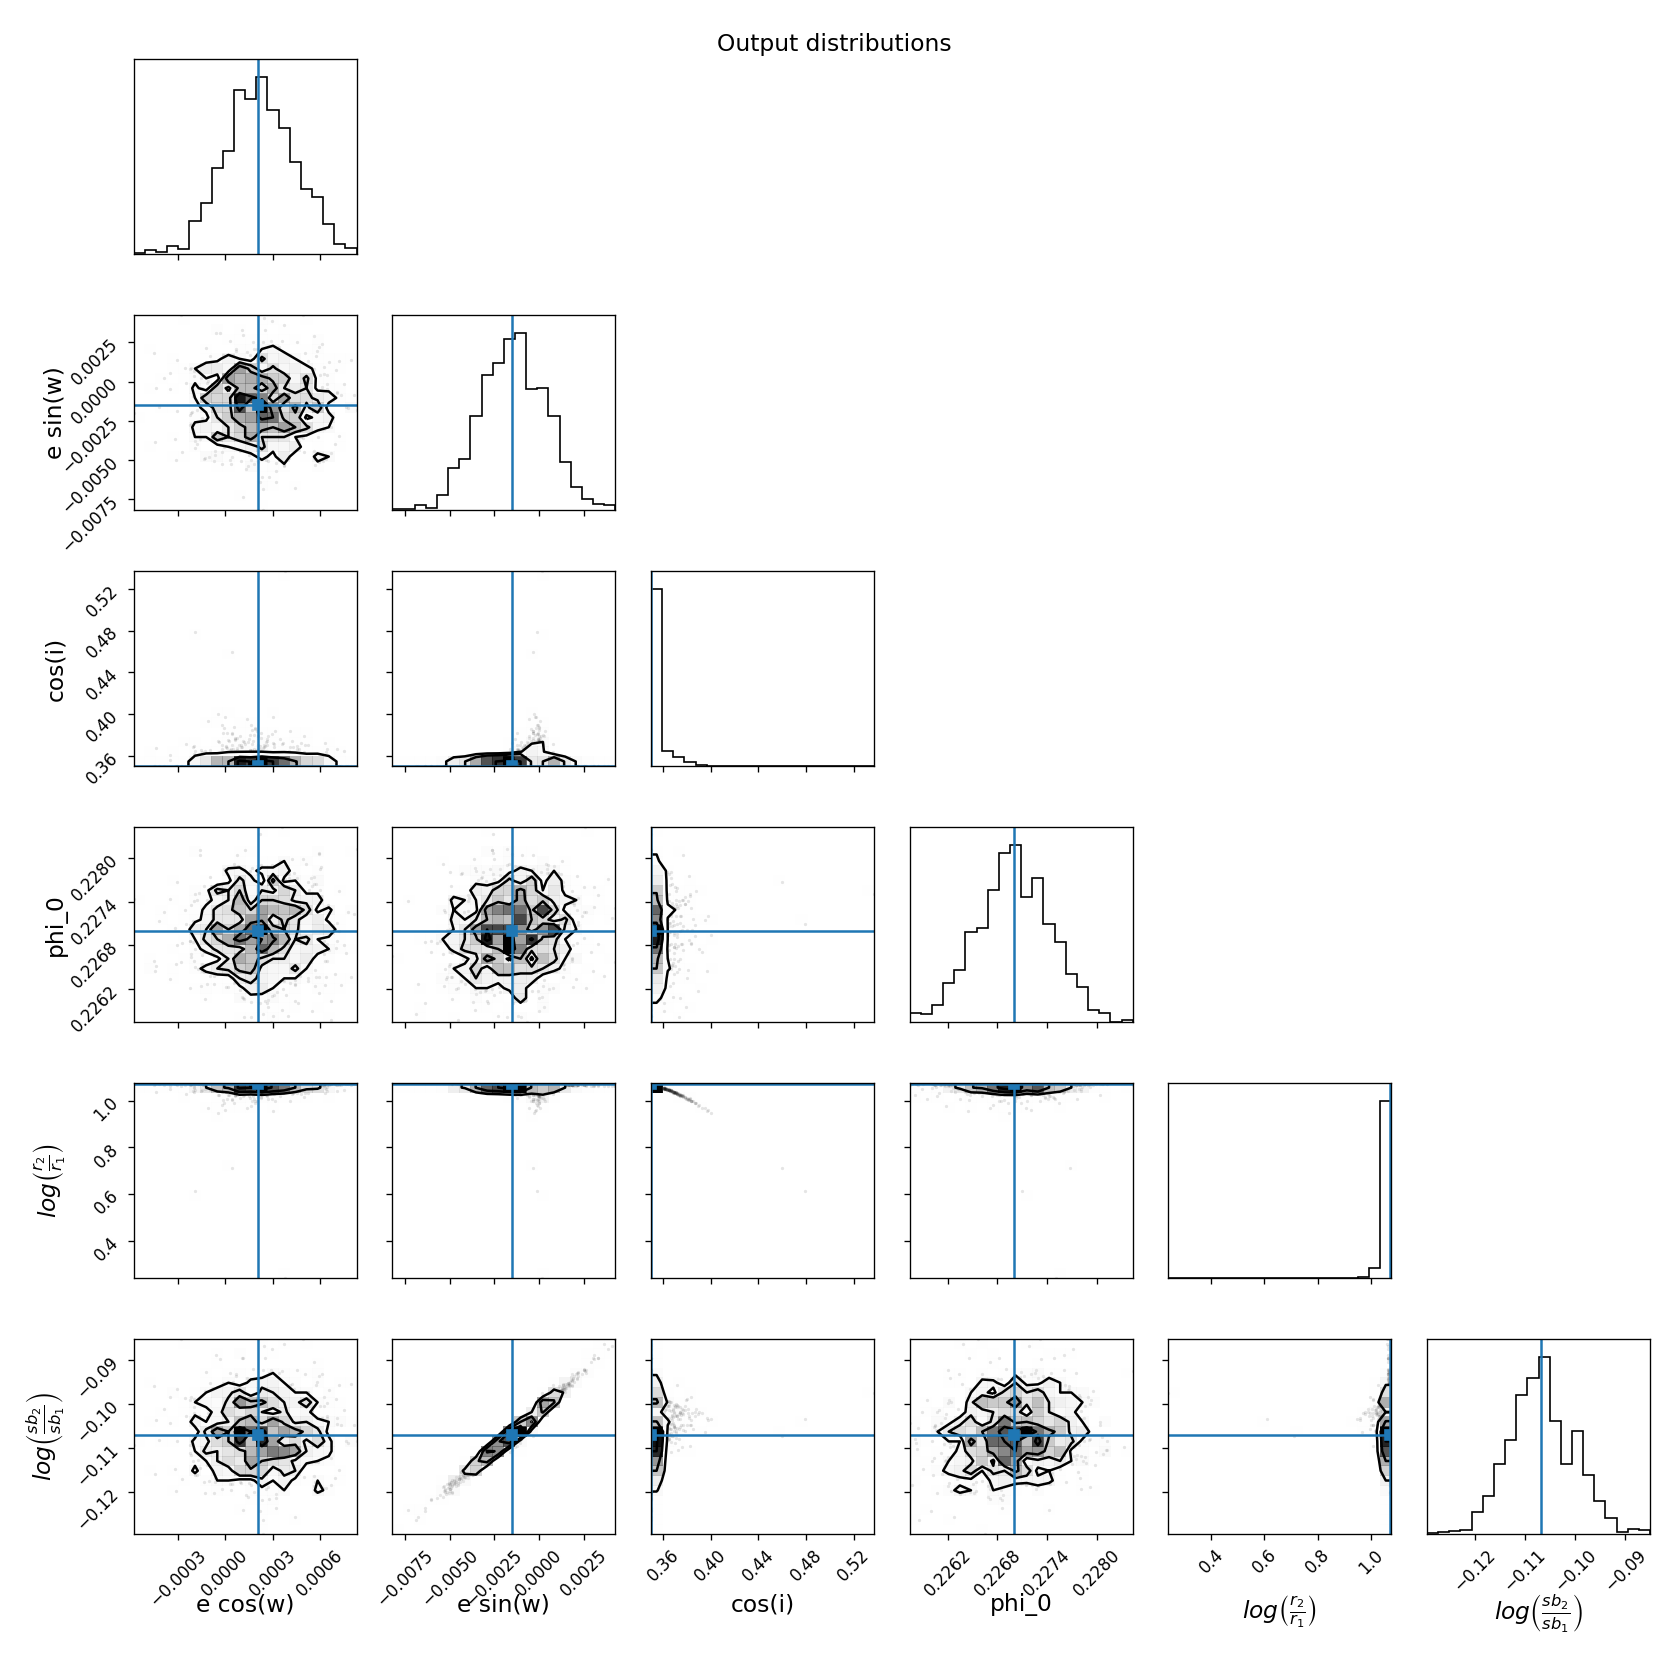 Output distributions
e sin(w)
0.0025
0.0000
−0.0025
−0.0050
−0.0075
cos(i)
0.52
0.48
0.44
0.40
0.36
phi_0
0.2280
0.2274
0.2268
0.2262
log(r₂/r₁)
1.0
0.8
0.6
0.4
log(sb₂/sb₁)
−0.09
−0.10
−0.11
−0.12
−0.0003 0.0000 0.0003 0.0006
e cos(w)
−0.0075 −0.0050 −0.0025 0.0000 0.0025
e sin(w)
0.36 0.40 0.44 0.48 0.52
cos(i)
0.2262 0.2268 0.2274 0.2280
phi_0
0.4 0.6 0.8 1.0
log(r₂/r₁)
−0.12 −0.11 −0.10 −0.09
log(sb₂/sb₁)